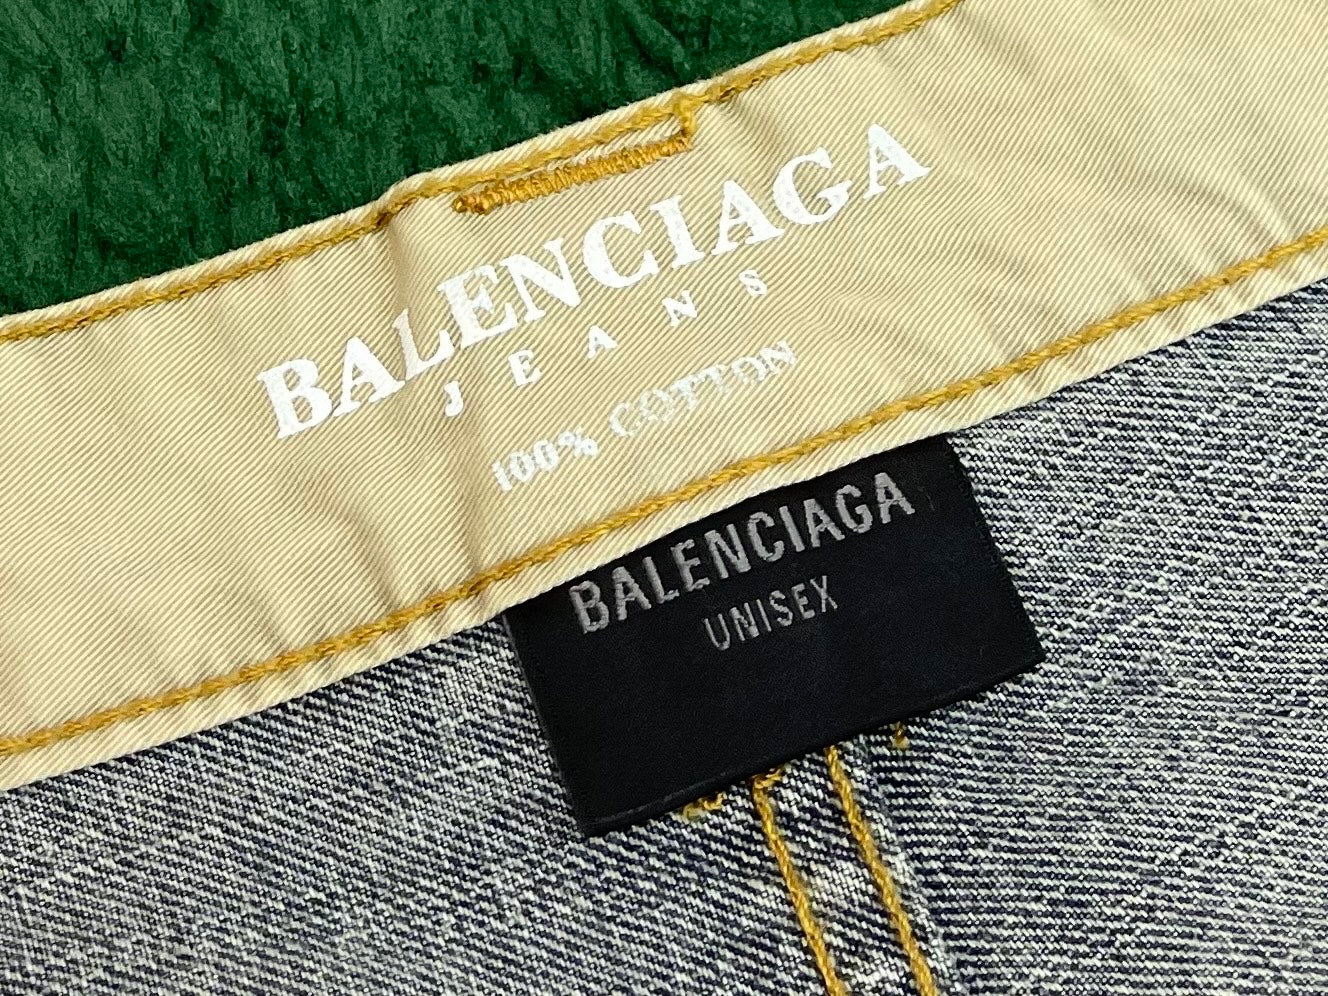 BALENCIAGA
JEANS
100% COTTON
BALENCIAGA
UNISEX